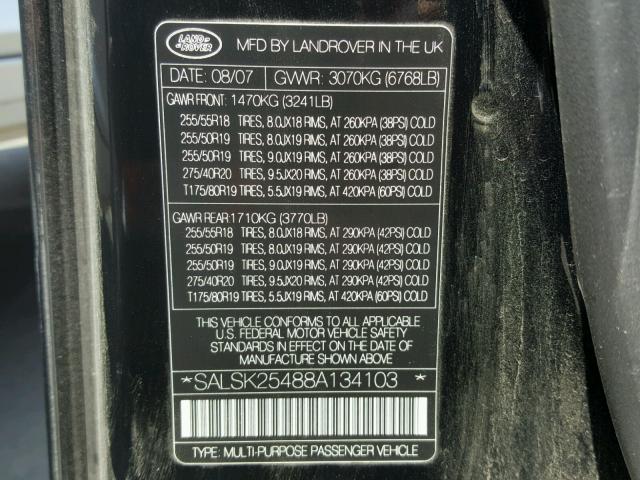 LAND
ROVER
MFD BY LANDROVER IN THE UK
DATE: 08/07 GVWR: 3070KG (6768LB)
GAWR FRONT: 1470KG (3241LB)
255/55R18 TIRES, 8.0JX18 RIMS, AT 260KPA (38PSI) COLD
255/50R19 TIRES, 8.0JX19 RIMS, AT 260KPA (38PSI) COLD
255/50R19 TIRES, 9.0JX19 RIMS, AT 260KPA (38PSI) COLD
275/40R20 TIRES, 9.5JX20 RIMS, AT 260KPA (38PSI) COLD
T175/80R19 TIRES, 5.5JX19 RIMS, AT 420KPA (60PSI) COLD
GAWR REAR: 1710KG (3770LB)
255/55R18 TIRES, 8.0JX18 RIMS, AT 290KPA (42PSI) COLD
255/50R19 TIRES, 8.0JX19 RIMS, AT 290KPA (42PSI) COLD
255/50R19 TIRES, 9.0JX19 RIMS, AT 290KPA (42PSI) COLD
275/40R20 TIRES, 9.5JX20 RIMS, AT 290KPA (42PSI) COLD
T175/80R19 TIRES, 5.5JX19 RIMS, AT 420KPA (60PSI) COLD
THIS VEHICLE CONFORMS TO ALL APPLICABLE
U.S. FEDERAL MOTOR VEHICLE SAFETY
STANDARDS IN EFFECT ON THE DATE OF
MANUFACTURE SHOWN ABOVE
*SALSK25488A134103*
TYPE: MULTI-PURPOSE PASSENGER VEHICLE